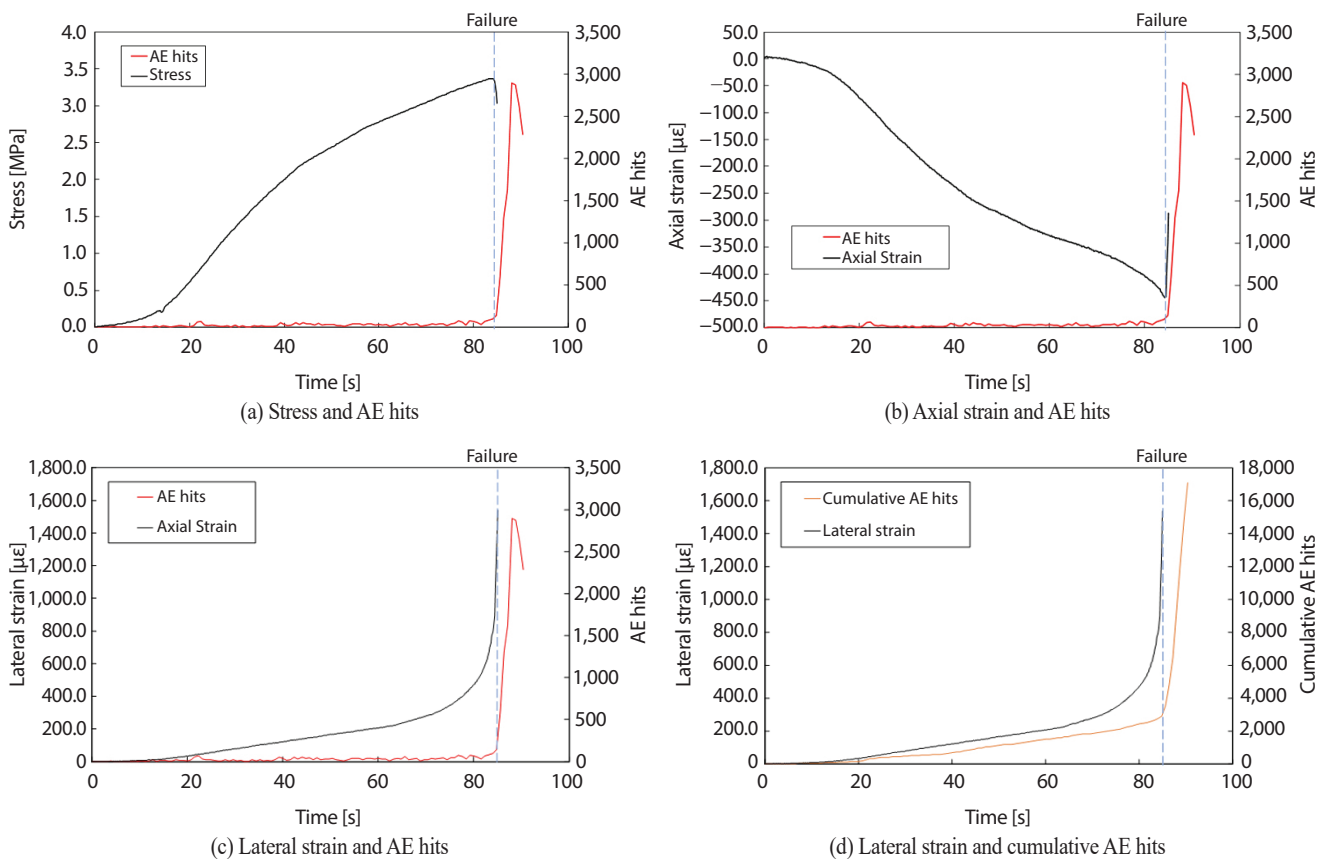 Failure
4.0
3.5
3.0
2.5
2.0
1.5
1.0
0.5
0.0
Stress [MPa]
AE hits
Stress
3,500
3,000
2,500
2,000
1,500
1,000
500
0
AE hits
0 20 40 60 80 100
Time [s]
(a) Stress and AE hits
Failure
50.0
0.0
−50.0
−100.0
−150.0
−200.0
−250.0
−300.0
−350.0
−400.0
−450.0
−500.0
Axial strain [με]
AE hits
Axial Strain
3,500
3,000
2,500
2,000
1,500
1,000
500
0
AE hits
0 20 40 60 80 100
Time [s]
(b) Axial strain and AE hits
Failure
1,800.0
1,600.0
1,400.0
1,200.0
1,000.0
800.0
600.0
400.0
200.0
0.0
Lateral strain [με]
AE hits
Axial Strain
3,500
3,000
2,500
2,000
1,500
1,000
500
0
AE hits
0 20 40 60 80 100
Time [s]
(c) Lateral strain and AE hits
Failure
1,800.0
1,600.0
1,400.0
1,200.0
1,000.0
800.0
600.0
400.0
200.0
0.0
Lateral strain [με]
Cumulative AE hits
Lateral strain
18,000
16,000
14,000
12,000
10,000
8,000
6,000
4,000
2,000
0
Cumulative AE hits
0 20 40 60 80 100
Time [s]
(d) Lateral strain and cumulative AE hits